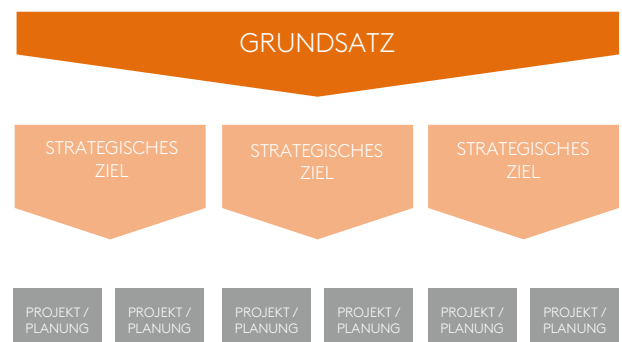 GRUNDSATZ
STRATEGISCHES
ZIEL
STRATEGISCHES
ZIEL
STRATEGISCHES
ZIEL
PROJEKT /
PLANUNG
PROJEKT /
PLANUNG
PROJEKT /
PLANUNG
PROJEKT /
PLANUNG
PROJEKT /
PLANUNG
PROJEKT /
PLANUNG